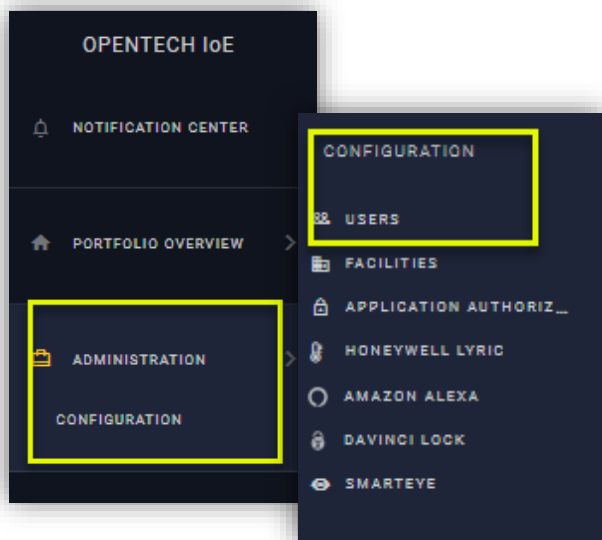 OPENTECH IoE
NOTIFICATION CENTER
PORTFOLIO OVERVIEW
ADMINISTRATION
CONFIGURATION
CONFIGURATION
USERS
FACILITIES
APPLICATION AUTHORIZ...
HONEYWELL LYRIC
AMAZON ALEXA
DAVINCI LOCK
SMARTEYE